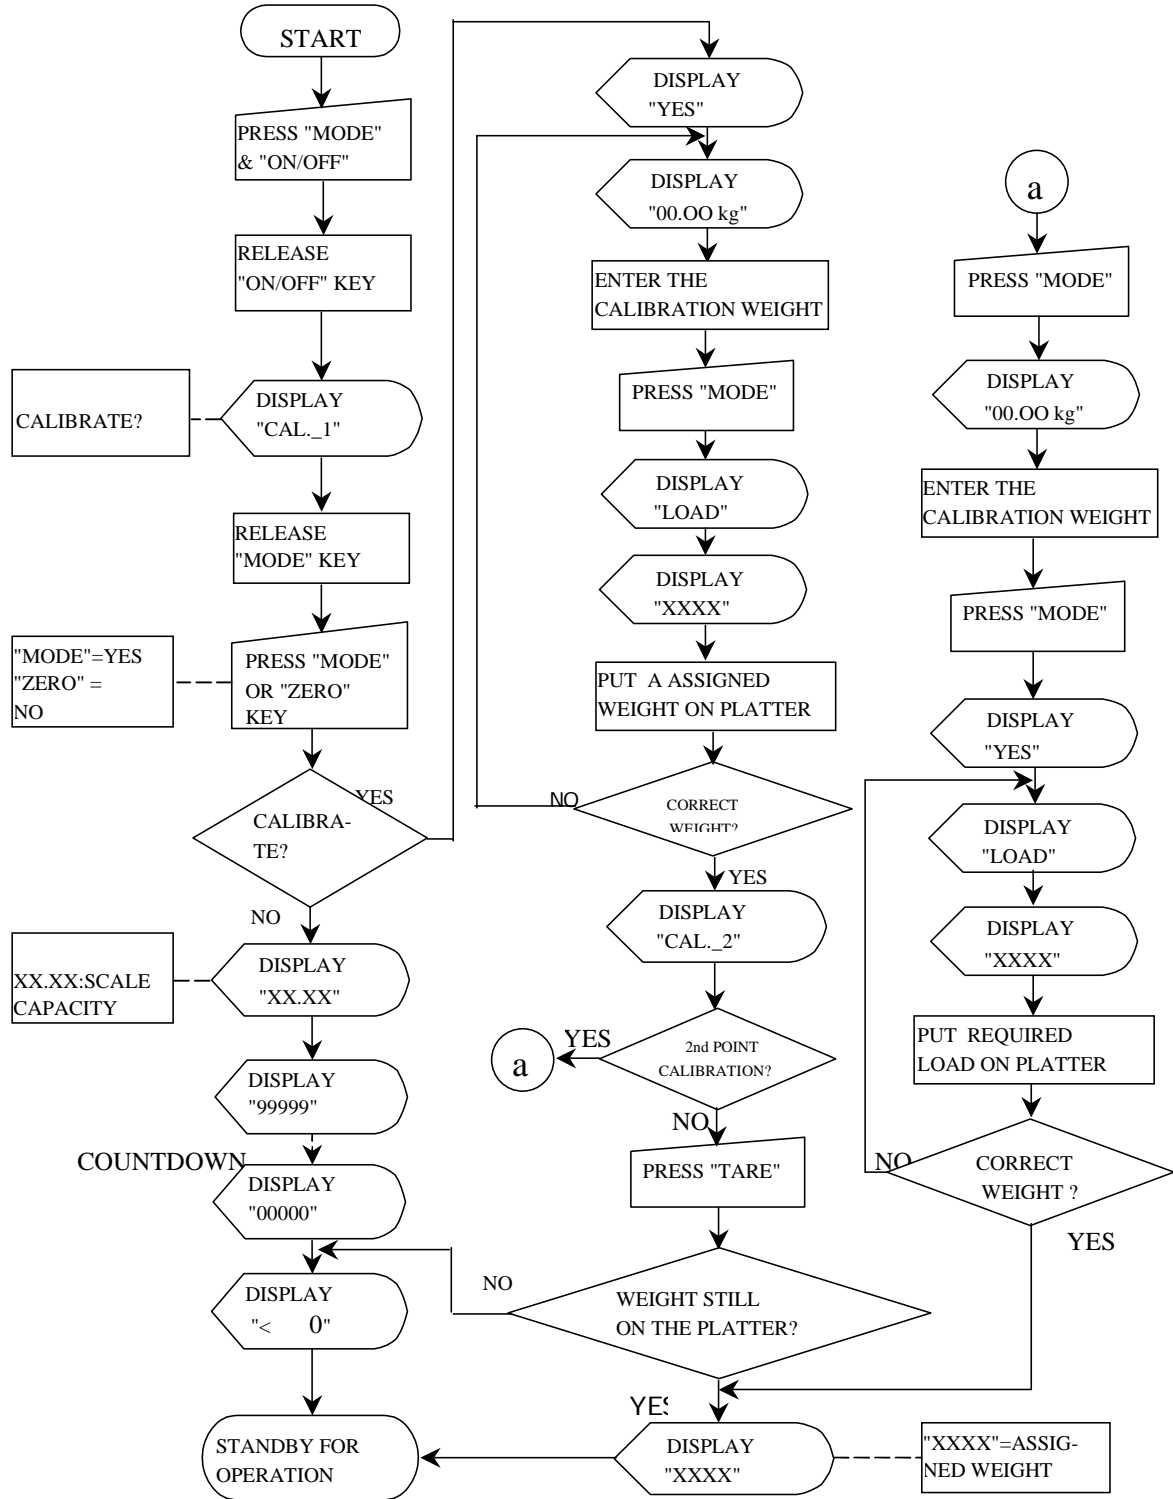 START
PRESS "MODE"
& "ON/OFF"
RELEASE
"ON/OFF" KEY
CALIBRATE?
DISPLAY
"CAL._1"
RELEASE
"MODE" KEY
"MODE"=YES
"ZERO" =
NO
PRESS "MODE"
OR "ZERO"
KEY
YES
CALIBRA-
TE?
NO
XX.XX:SCALE
CAPACITY
DISPLAY
"XX.XX"
DISPLAY
"99999"
COUNTDOWN
DISPLAY
"00000"
DISPLAY
"< 0"
STANDBY FOR
OPERATION
DISPLAY
"YES"
DISPLAY
"00.OO kg"
ENTER THE
CALIBRATION WEIGHT
PRESS "MODE"
DISPLAY
"LOAD"
DISPLAY
"XXXX"
PUT A ASSIGNED
WEIGHT ON PLATTER
NO
CORRECT
WEIGHT?
YES
DISPLAY
"CAL._2"
YES
a
2nd POINT
CALIBRATION?
NO
PRESS "TARE"
NO
WEIGHT STILL
ON THE PLATTER?
YES
DISPLAY
"XXXX"
"XXXX"=ASSIG-
NED WEIGHT
a
PRESS "MODE"
DISPLAY
"00.OO kg"
ENTER THE
CALIBRATION WEIGHT
PRESS "MODE"
DISPLAY
"YES"
DISPLAY
"LOAD"
DISPLAY
"XXXX"
PUT REQUIRED
LOAD ON PLATTER
NO
CORRECT
WEIGHT ?
YES